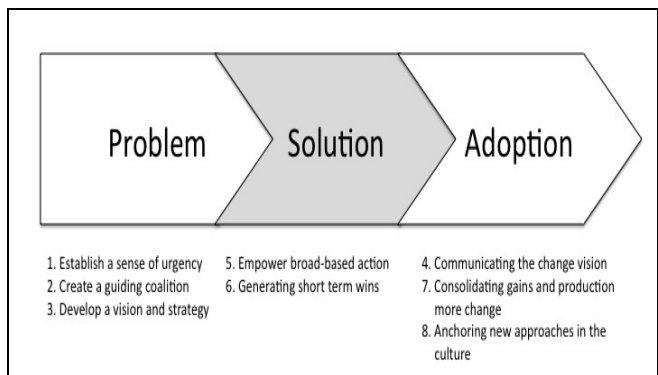 Problem
Solution
Adoption
1. Establish a sense of urgency
2. Create a guiding coalition
3. Develop a vision and strategy
5. Empower broad-based action
6. Generating short term wins
4. Communicating the change vision
7. Consolidating gains and production
more change
8. Anchoring new approaches in the
culture